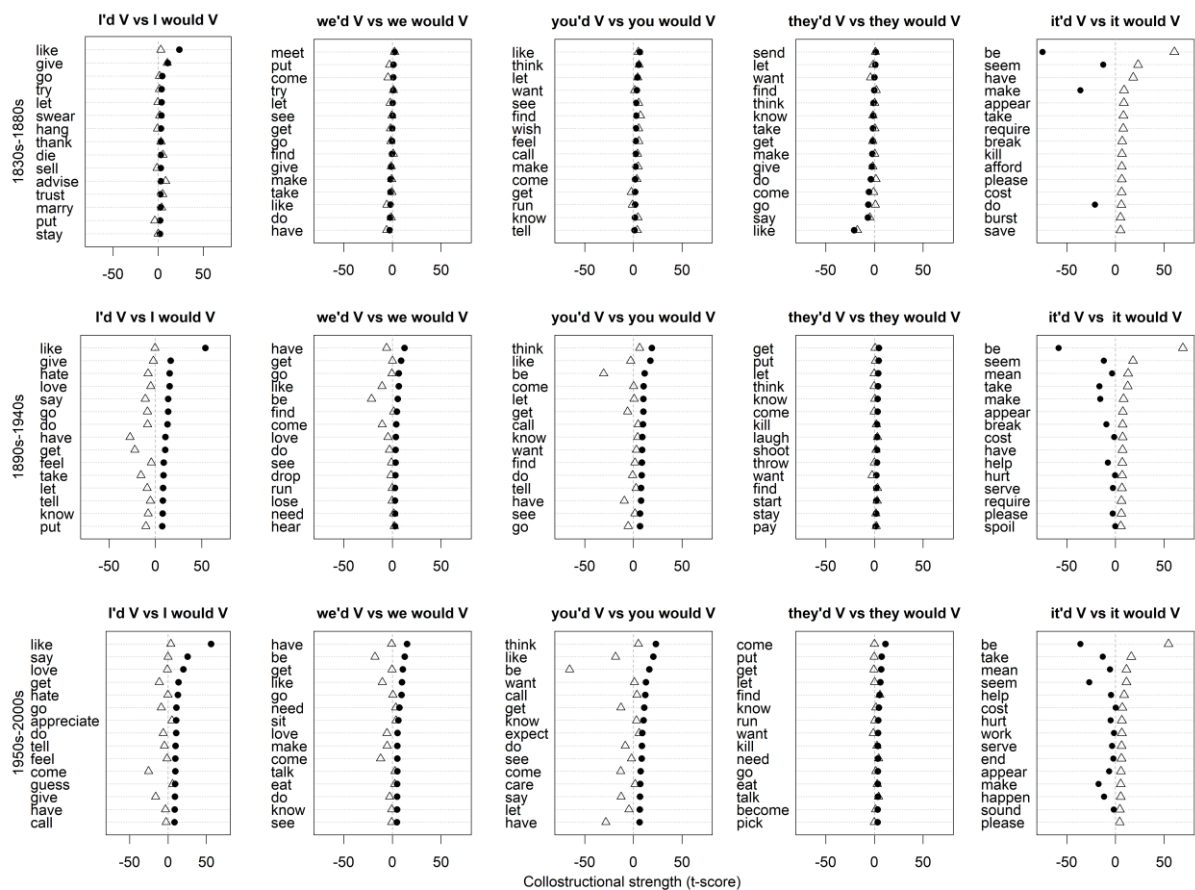 I'd V vs I would V
we'd V vs we would V
you'd V vs you would V
they'd V vs they would V
it'd V vs it would V
1830s-1880s
like
give
go
try
let
swear
hang
thank
die
sell
advise
trust
marry
put
stay
-50 0 50
meet
put
come
try
let
see
get
go
find
give
make
take
like
do
have
-50 0 50
like
think
let
want
see
find
wish
feel
call
make
come
get
run
know
tell
-50 0 50
send
let
want
find
think
know
take
get
make
give
do
come
go
say
like
-50 0 50
be
seem
have
make
appear
take
require
break
kill
afford
please
cost
do
burst
save
-50 0 50
I'd V vs I would V
we'd V vs we would V
you'd V vs you would V
they'd V vs they would V
it'd V vs it would V
1890s-1940s
like
give
hate
love
say
go
do
have
get
feel
take
let
tell
know
put
-50 0 50
have
get
go
like
be
find
come
love
do
see
drop
run
lose
need
hear
-50 0 50
think
like
be
come
let
get
call
know
want
find
do
tell
have
see
go
-50 0 50
get
put
let
think
know
come
kill
laugh
shoot
throw
want
find
start
stay
pay
-50 0 50
be
seem
mean
take
make
appear
break
cost
have
help
hurt
serve
require
please
spoil
-50 0 50
I'd V vs I would V
we'd V vs we would V
you'd V vs you would V
they'd V vs they would V
it'd V vs it would V
1950s-2000s
like
say
love
get
hate
go
appreciate
do
tell
feel
come
guess
give
have
call
-50 0 50
have
be
get
like
go
need
sit
love
make
come
talk
eat
do
know
see
-50 0 50
think
like
be
want
call
get
know
expect
do
see
come
care
say
let
have
-50 0 50
come
put
get
let
find
know
run
want
kill
need
go
eat
talk
become
pick
-50 0 50
be
take
mean
seem
help
cost
hurt
work
serve
end
appear
make
happen
sound
please
-50 0 50
Collostructional strength (t-score)